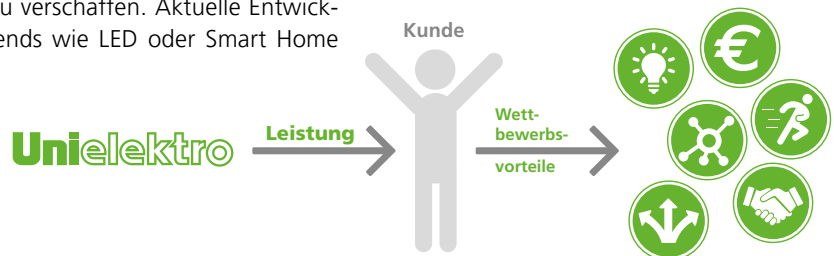 u verschaffen. Aktuelle Entwick-
ends wie LED oder Smart Home
Kunde
Unielektro
Leistung
Wett-
bewerbs-
vorteile
€